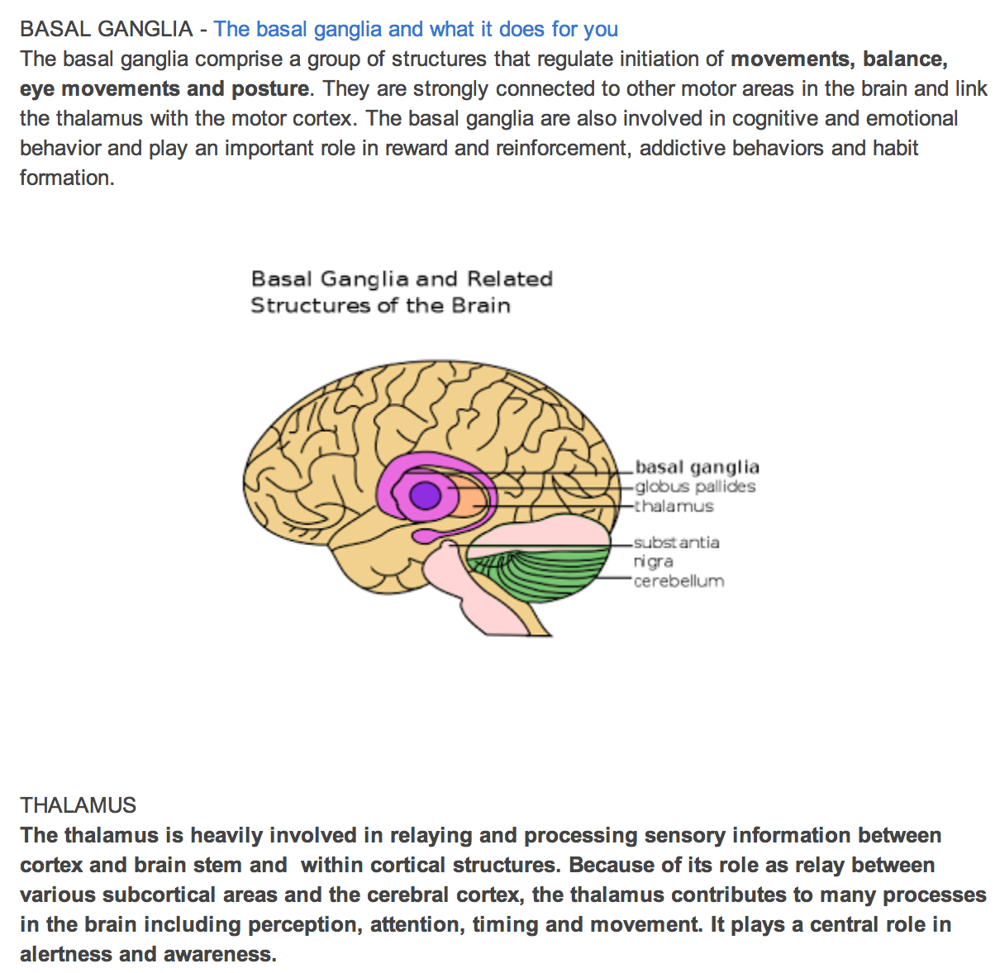 BASAL GANGLIA - The basal ganglia and what it does for you
The basal ganglia comprise a group of structures that regulate initiation of movements, balance,
eye movements and posture. They are strongly connected to other motor areas in the brain and link
the thalamus with the motor cortex. The basal ganglia are also involved in cognitive and emotional
behavior and play an important role in reward and reinforcement, addictive behaviors and habit
formation.
Basal Ganglia and Related
Structures of the Brain
basal ganglia
globus pallides
thalamus
substantia
nigra
cerebellum
THALAMUS
The thalamus is heavily involved in relaying and processing sensory information between
cortex and brain stem and  within cortical structures. Because of its role as relay between
various subcortical areas and the cerebral cortex, the thalamus contributes to many processes
in the brain including perception, attention, timing and movement. It plays a central role in
alertness and awareness.